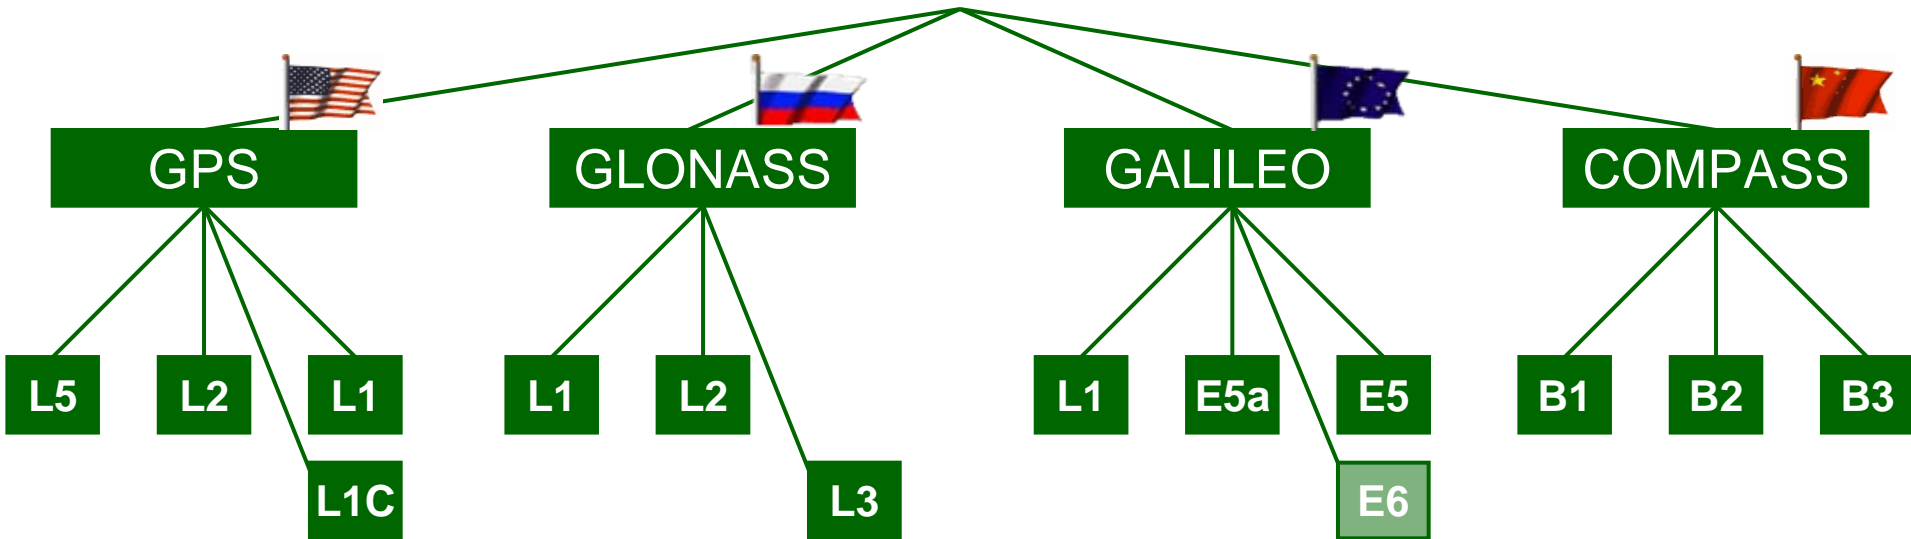 GPS
GLONASS
GALILEO
COMPASS
L5
L2
L1
L1
L2
L1
E5a
E5
B1
B2
B3
L1C
L3
E6